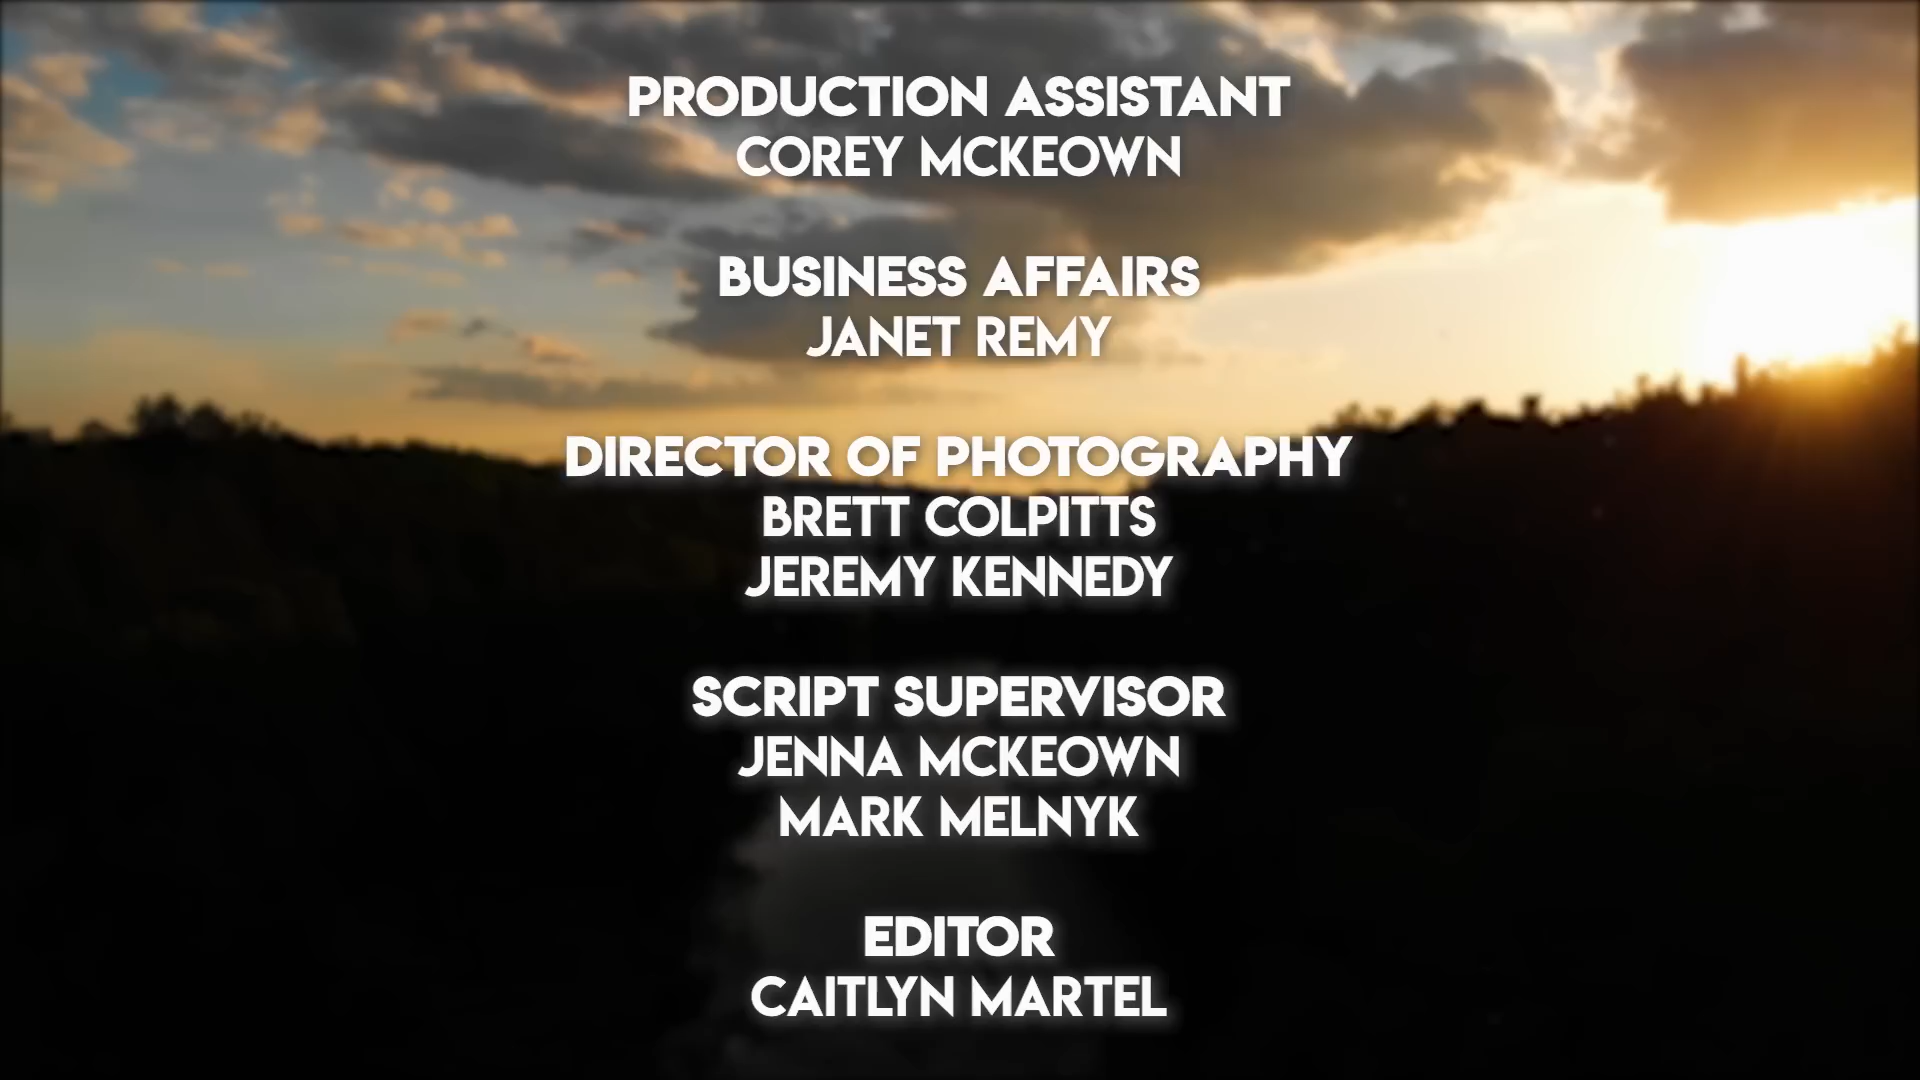 PRODUCTION ASSISTANT
COREY MCKEOWN
BUSINESS AFFAIRS
JANET REMY
DIRECTOR OF PHOTOGRAPHY
BRETT COLPITTS
JEREMY KENNEDY
SCRIPT SUPERVISOR
JENNA MCKEOWN
MARK MELNYK
EDITOR
CAITLYN MARTEL